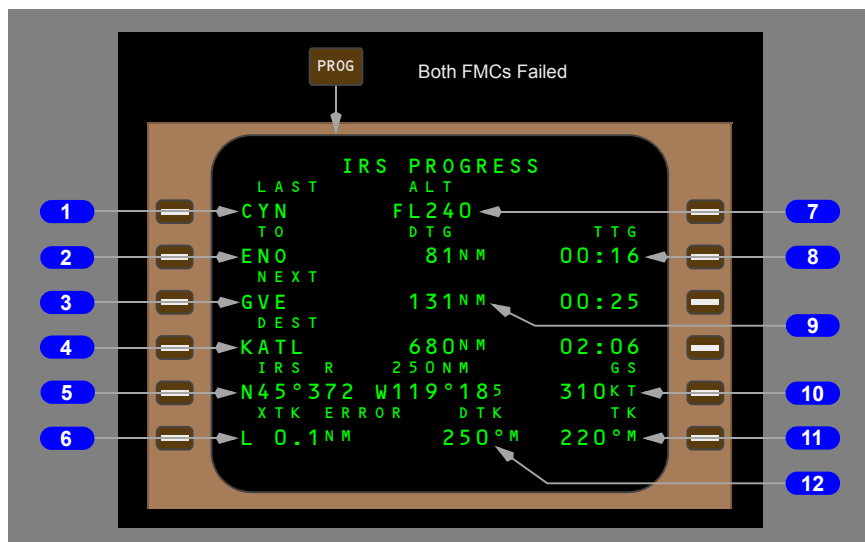 PROG Both FMCs Failed
IRS PROGRESS
LAST ALT
1 CYN FL240 7
TO DTG TTG
2 ENO 81NM 00:16 8
NEXT
3 GVE 131NM 00:25
9
DEST
4 KATL 680NM 02:06
IRS R 250NM GS
5 N45°372 W119°185 310KT 10
XTK ERROR DTK TK
6 L 0.1NM 250°M 220°M 11
12